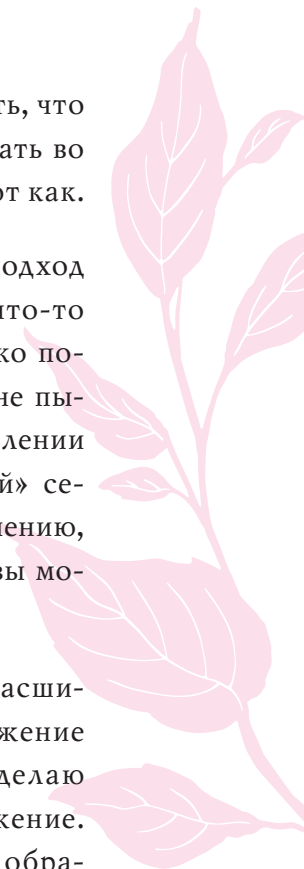 ть, что
ать во
от как.
одход
что-то
ко по-
не пы-
лении
й» се-
нению,
вы мо-
асши-
жение
делаю
жение.
обра-